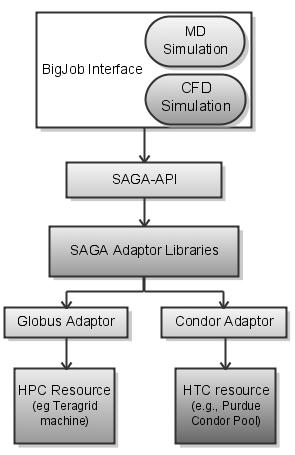 MD
Simulation
BigJob Interface
CFD
Simulation
SAGA-API
SAGA Adaptor Libraries
Globus Adaptor
Condor Adaptor
HPC Resource
(eg Teragrid
machine)
HTC resource
(e.g., Purdue
Condor Pool)